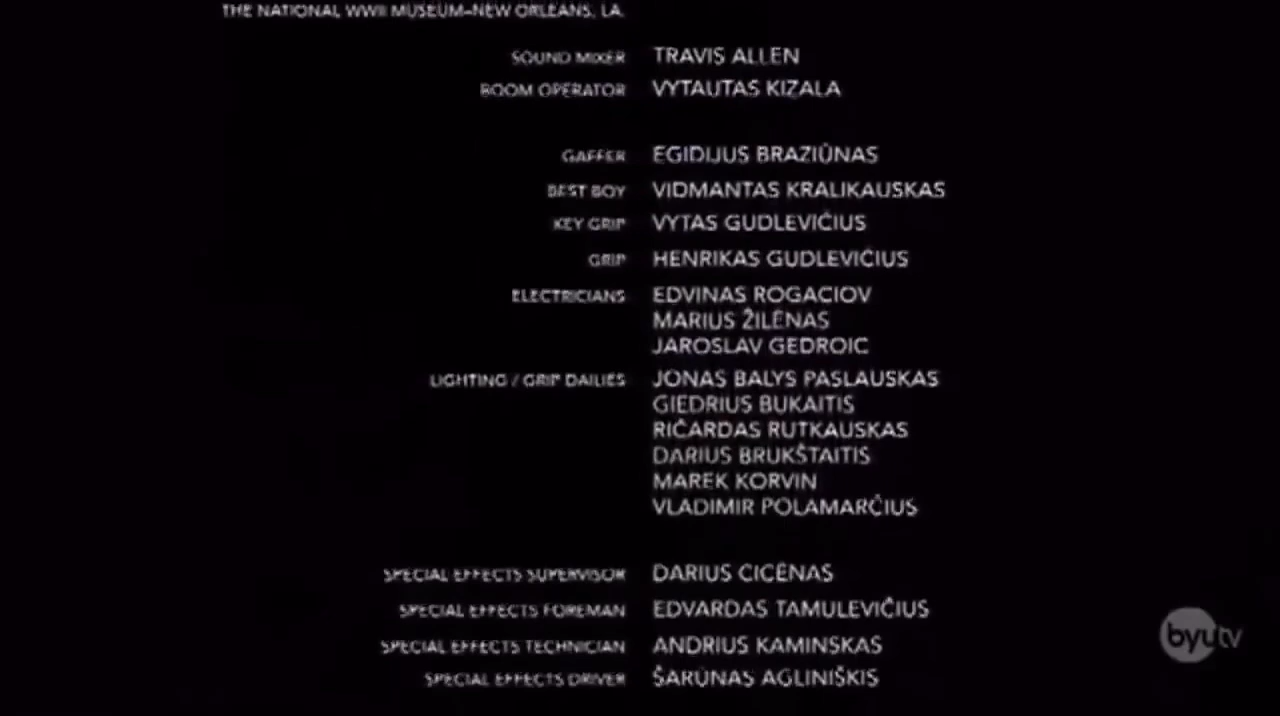 THE NATIONAL WWII MUSEUM–NEW ORLEANS, LA.
SOUND MIXER TRAVIS ALLEN
BOOM OPERATOR VYTAUTAS KIZALA
GAFFER EGIDIJUS BRAZIŪNAS
BEST BOY VIDMANTAS KRALIKAUSKAS
KEY GRIP VYTAS GUDLEVIČIUS
GRIP HENRIKAS GUDLEVIČIUS
ELECTRICIANS EDVINAS ROGACIOV
MARIUS ŽILĖNAS
JAROSLAV GEDROIC
LIGHTING / GRIP DAILIES JONAS BALYS PASLAUSKAS
GIEDRIUS BUKAITIS
RIČARDAS RUTKAUSKAS
DARIUS BRUKŠTAITIS
MAREK KORVIN
VLADIMIR POLAMARČIUS
SPECIAL EFFECTS SUPERVISOR DARIUS CICĖNAS
SPECIAL EFFECTS FOREMAN EDVARDAS TAMULEVIČIUS
SPECIAL EFFECTS TECHNICIAN ANDRIUS KAMINSKAS
SPECIAL EFFECTS DRIVER ŠARŪNAS AGLINIŠKIS
byutv